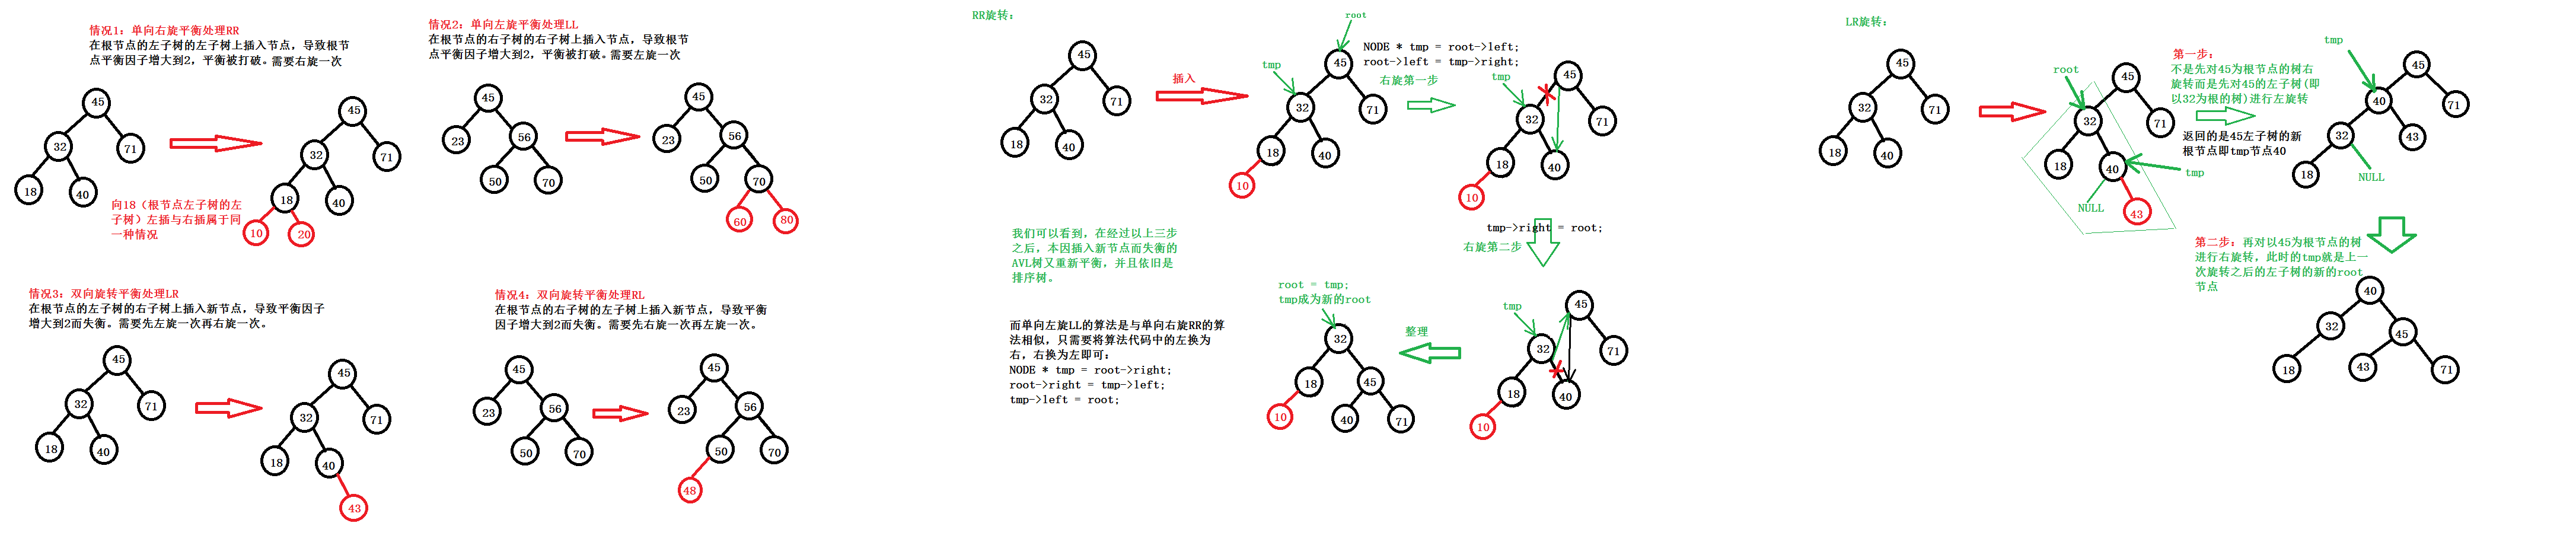 情况1：单向右旋平衡处理RR
在根节点的左子树的左子树上插入节点，导致根节
点平衡因子增大到2，平衡被打破。需要右旋一次
45
32
71
18
40
45
32
71
18
40
10
20
向18（根节点左子树的左
子树）左插与右插属于同
一种情况
情况2：单向左旋平衡处理LL
在根节点的右子树的右子树上插入节点，导致根节
点平衡因子增大到2，平衡被打破。需要左旋一次
45
23
56
50
70
45
23
56
50
70
60
80
情况3：双向旋转平衡处理LR
在根节点的左子树的右子树上插入新节点，导致平衡因子
增大到2而失衡。需要先左旋一次再右旋一次。
45
32
71
18
40
45
32
71
18
40
43
情况4：双向旋转平衡处理RL
在根节点的右子树的左子树上插入新节点，导致平衡
因子增大到2而失衡。需要先右旋一次再左旋一次。
45
23
56
50
70
45
23
56
50
70
48
RR旋转：
45
32
71
18
40
插入
root
tmp
45
32
71
18
40
10
NODE * tmp = root->left;
root->left = tmp->right;
右旋第一步
tmp
45
32
71
18
40
10
tmp->right = root;
右旋第二步
tmp
45
32
71
18
40
10
整理
root = tmp;
tmp成为新的root
32
18
45
10
40
71
我们可以看到，在经过以上三步
之后，本因插入新节点而失衡的
AVL树又重新平衡，并且依旧是
排序树。
而单向左旋LL的算法是与单向右旋RR的算
法相似，只需要将算法代码中的左换为
右，右换为左即可：
NODE * tmp = root->right;
root->right = tmp->left;
tmp->left = root;
LR旋转：
45
32
71
18
40
root
45
32
71
18
40
tmp
NULL
43
第一步：
不是先对45为根节点的树右
旋转而是先对45的左子树(即
以32为根的树)进行左旋转
返回的是45左子树的新
根节点即tmp节点40
tmp
45
40
71
32
43
18
NULL
第二步：再对以45为根节点的树
进行右旋转，此时的tmp就是上一
次旋转之后的左子树的新的root
节点
40
32
45
18
43
71